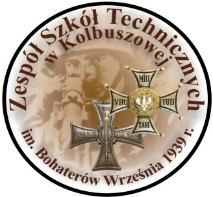 Zespół Szkół Technicznych
w Kolbuszowej
im. Bohaterów Września 1939 r.